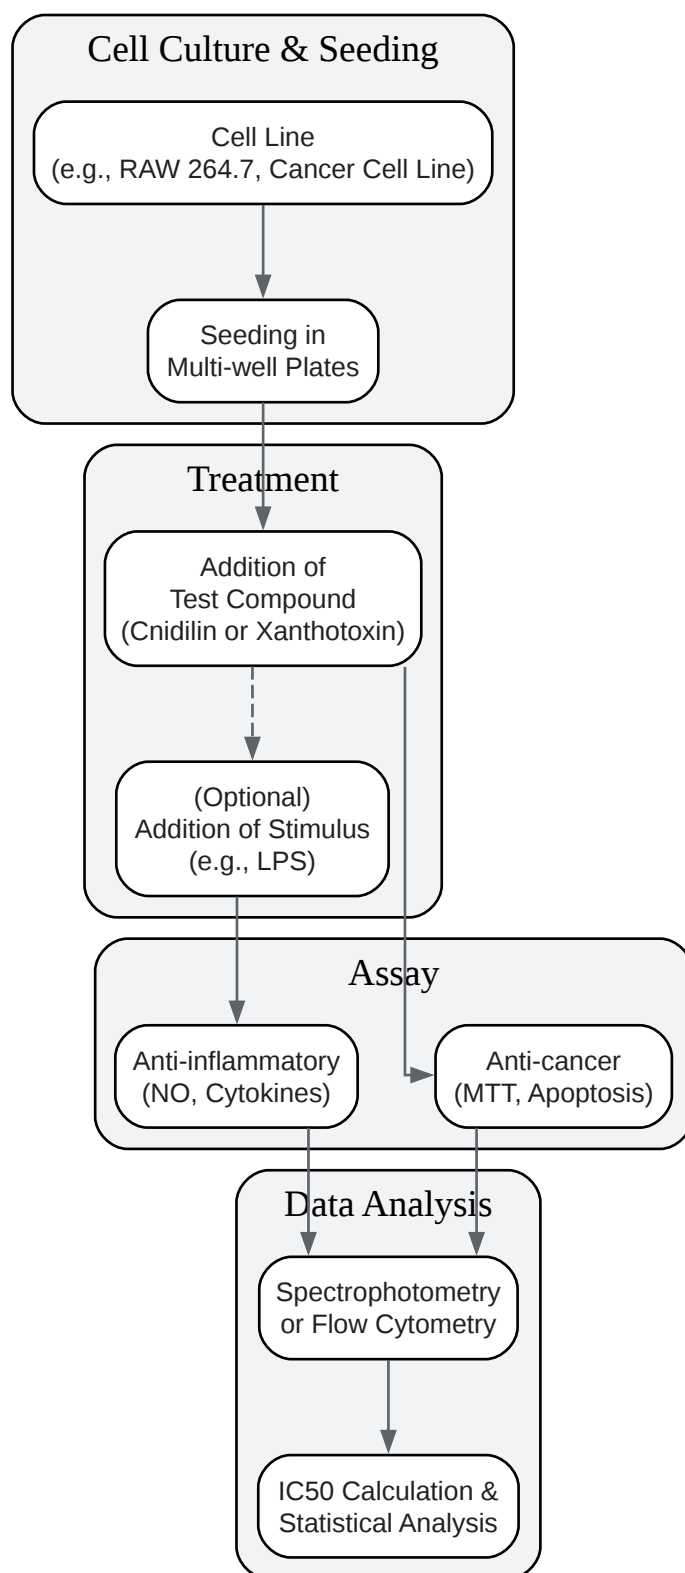 Cell Culture & Seeding
Cell Line
(e.g., RAW 264.7, Cancer Cell Line)
Seeding in
Multi-well Plates
Treatment
Addition of
Test Compound
(Cnidilin or Xanthotoxin)
(Optional)
Addition of Stimulus
(e.g., LPS)
Assay
Anti-inflammatory
(NO, Cytokines)
Anti-cancer
(MTT, Apoptosis)
Data Analysis
Spectrophotometry
or Flow Cytometry
IC50 Calculation &
Statistical Analysis